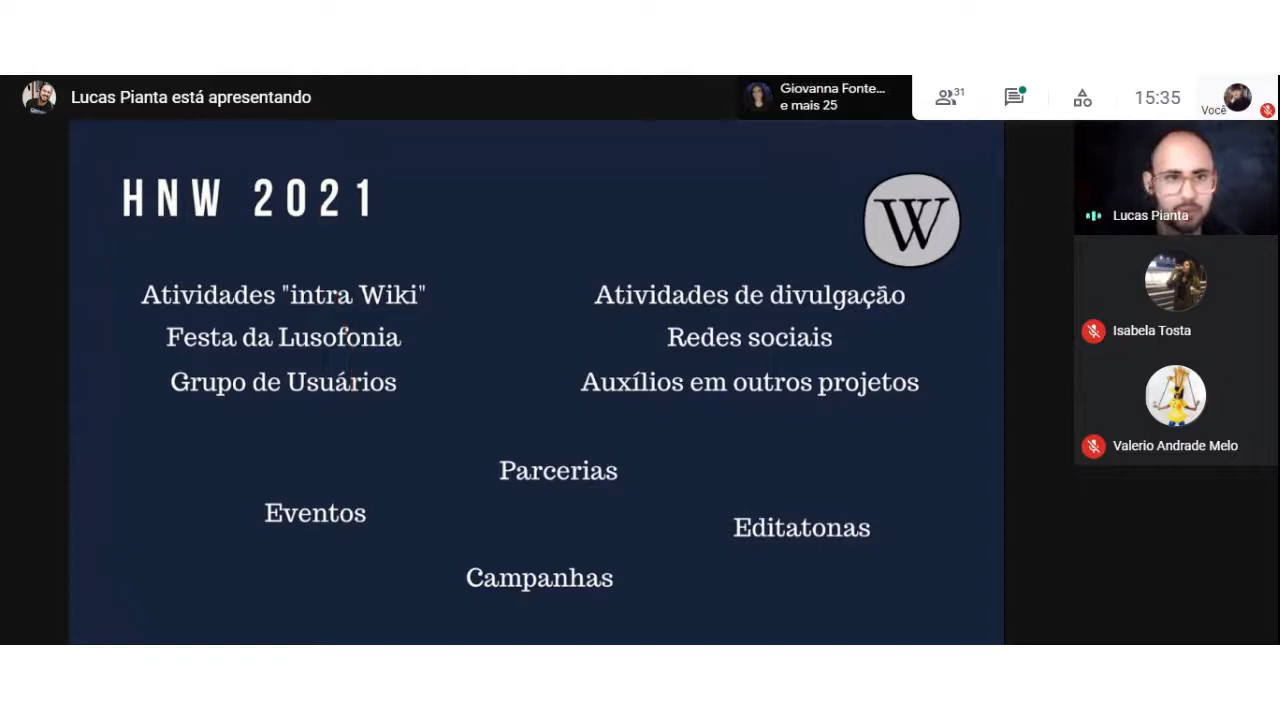 Lucas Pianta está apresentando
Giovanna Fonte...
e mais 25
31
15:35
Você
HNW 2021
W
Atividades "intra Wiki"
Festa da Lusofonia
Grupo de Usuários
Atividades de divulgação
Redes sociais
Auxílios em outros projetos
Parcerias
Eventos
Editatonas
Campanhas
Lucas Pianta
Isabela Tosta
Valerio Andrade Melo